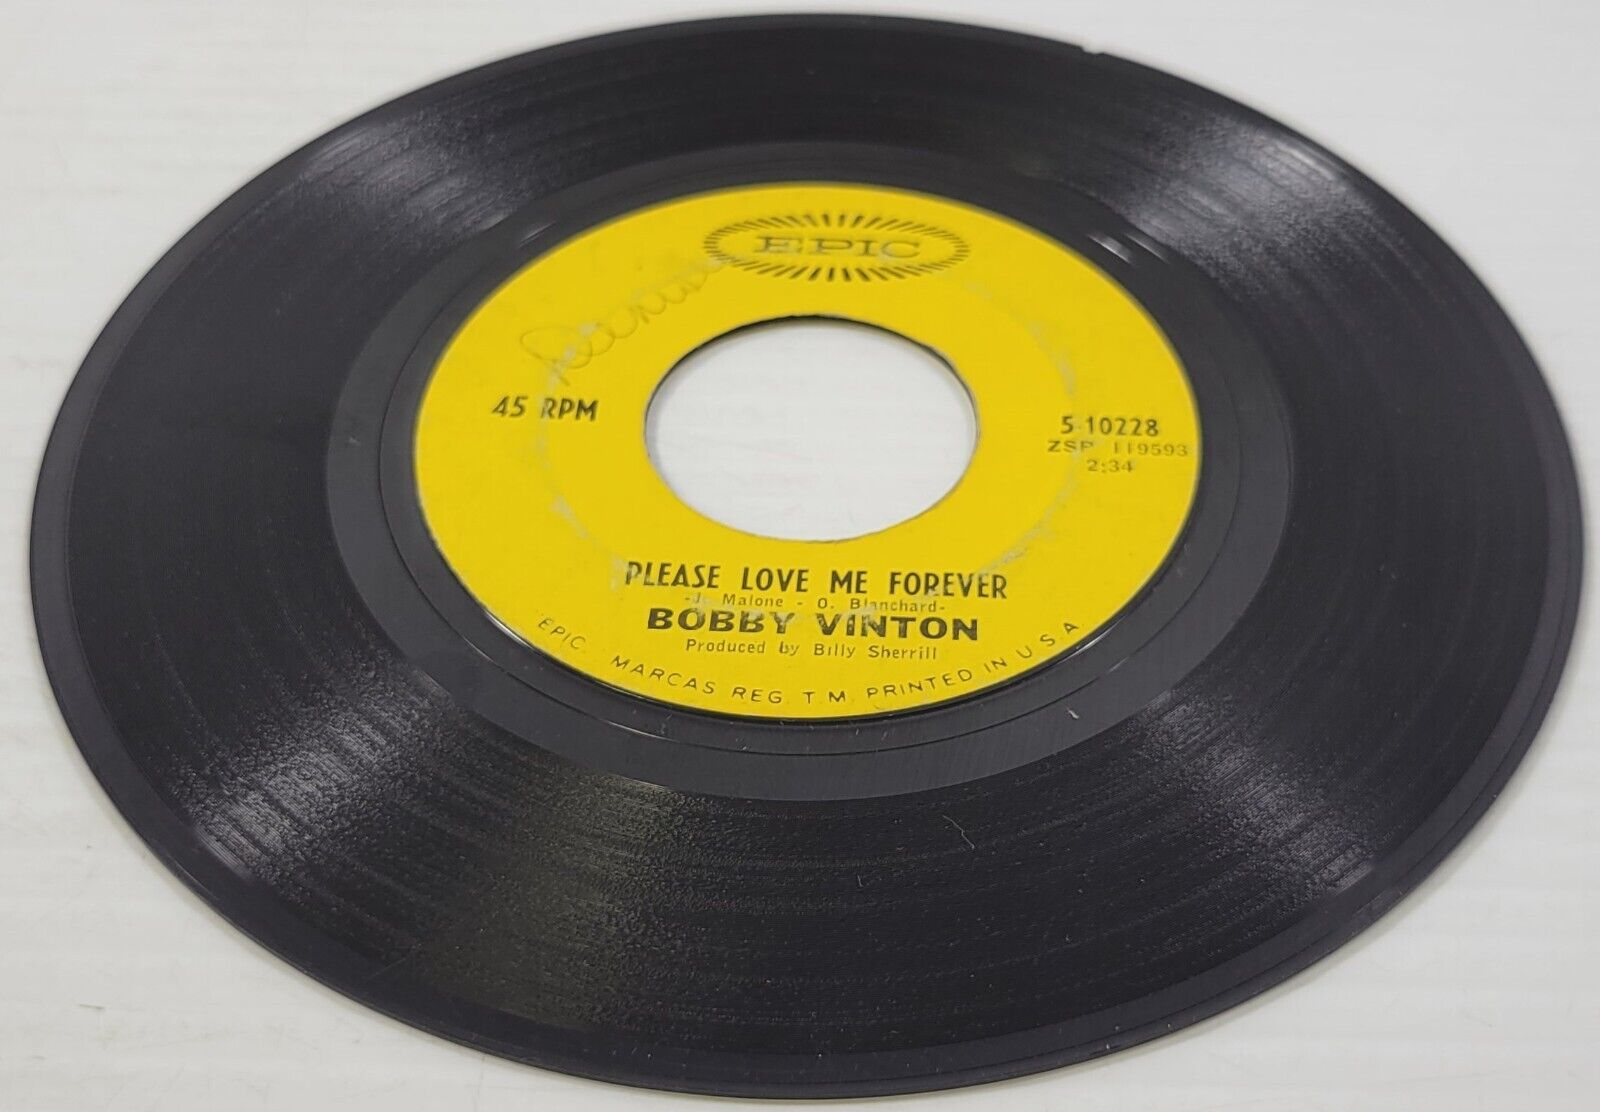 EPIC
45 RPM
5-10228
ZSP 119593
2:34
PLEASE LOVE ME FOREVER
-J. Malone - O. Blanchard-
BOBBY VINTON
Produced by Billy Sherrill
EPIC. MARCAS REG. T.M. PRINTED IN U.S.A.